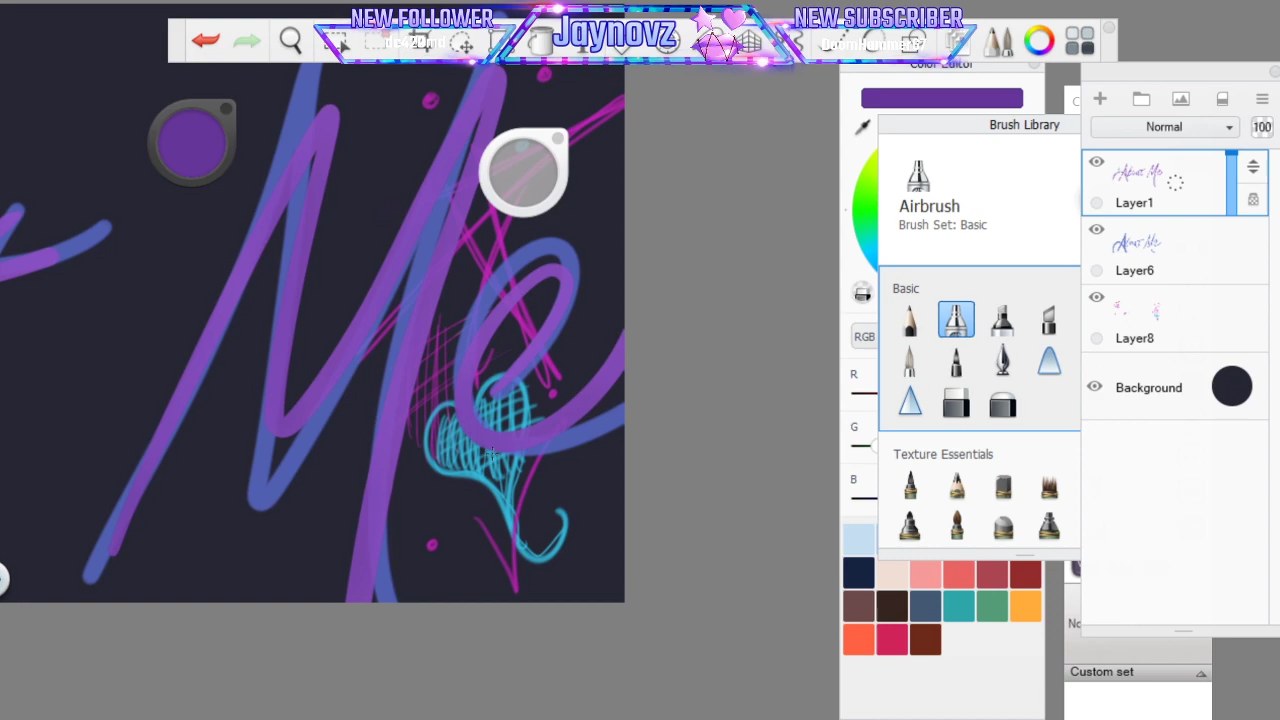 NEW FOLLOWER
Jaynovz
NEW SUBSCRIBER
Color Editor
Brush Library
Normal
100
Airbrush
Brush Set: Basic
Layer1
Layer6
Basic
Layer8
RGB
R
Background
G
Texture Essentials
B
Custom set
Me